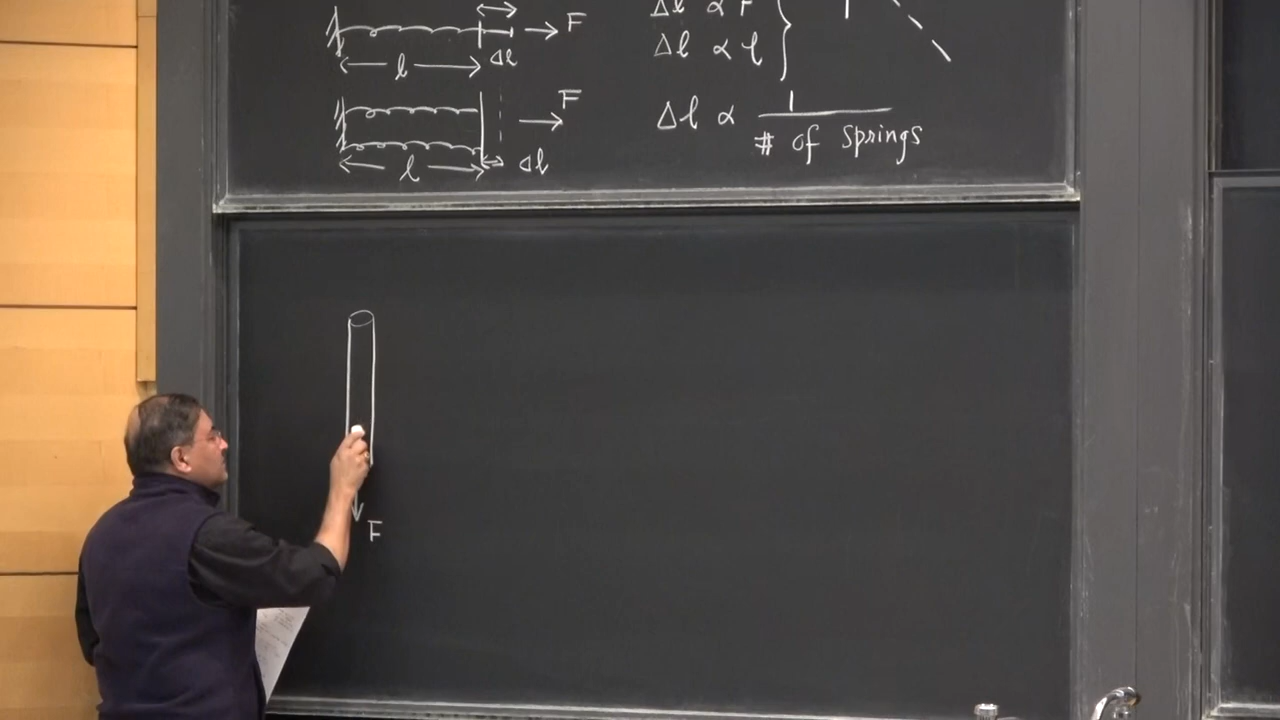 F
Δl
l
F
l
Δl
Δl ∝ F
Δl ∝ l
Δl ∝ 1
# of springs
F